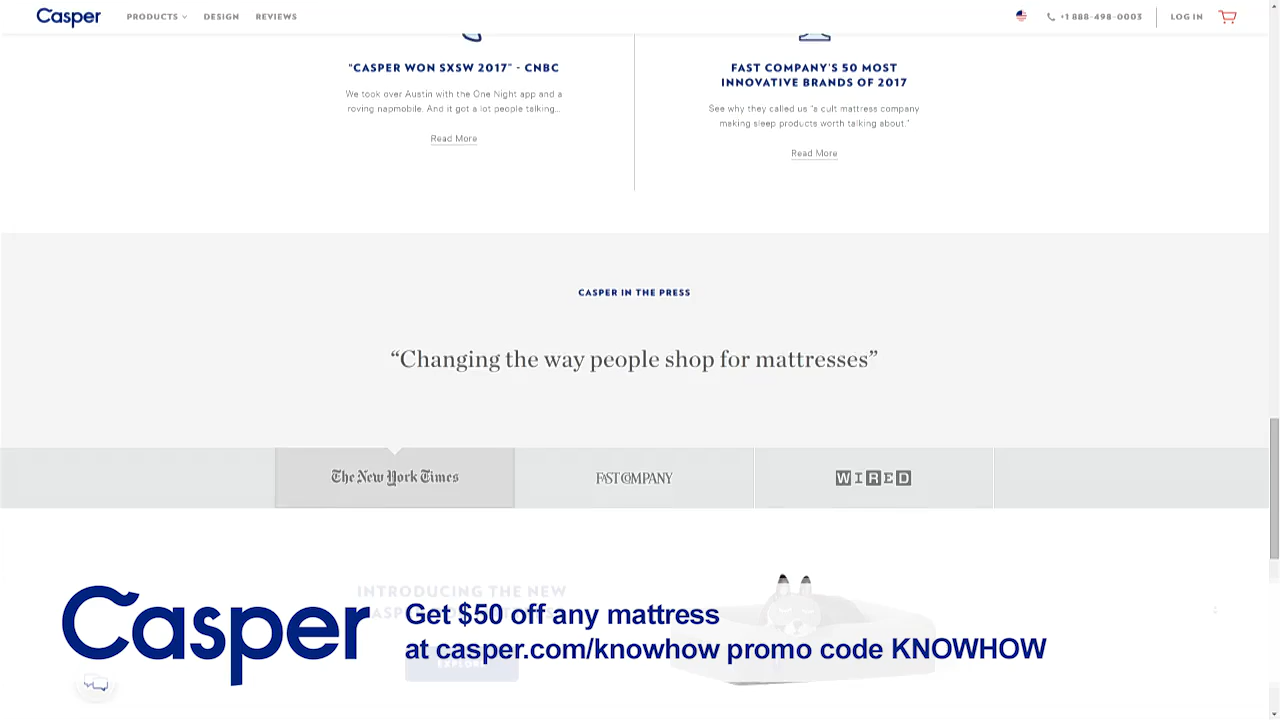 Casper PRODUCTS DESIGN REVIEWS +1 888-498-0003 LOG IN
"CASPER WON SXSW 2017" - CNBC
We took over Austin with the One Night app and a
roving napmobile. And it got a lot people talking...
Read More
FAST COMPANY'S 50 MOST
INNOVATIVE BRANDS OF 2017
See why they called us "a cult mattress company
making sleep products worth talking about."
Read More
CASPER IN THE PRESS
“Changing the way people shop for mattresses”
The New York Times FAST COMPANY WIRED
INTRODUCING THE NEW
Casper
Get $50 off any mattress
at casper.com/knowhow promo code KNOWHOW